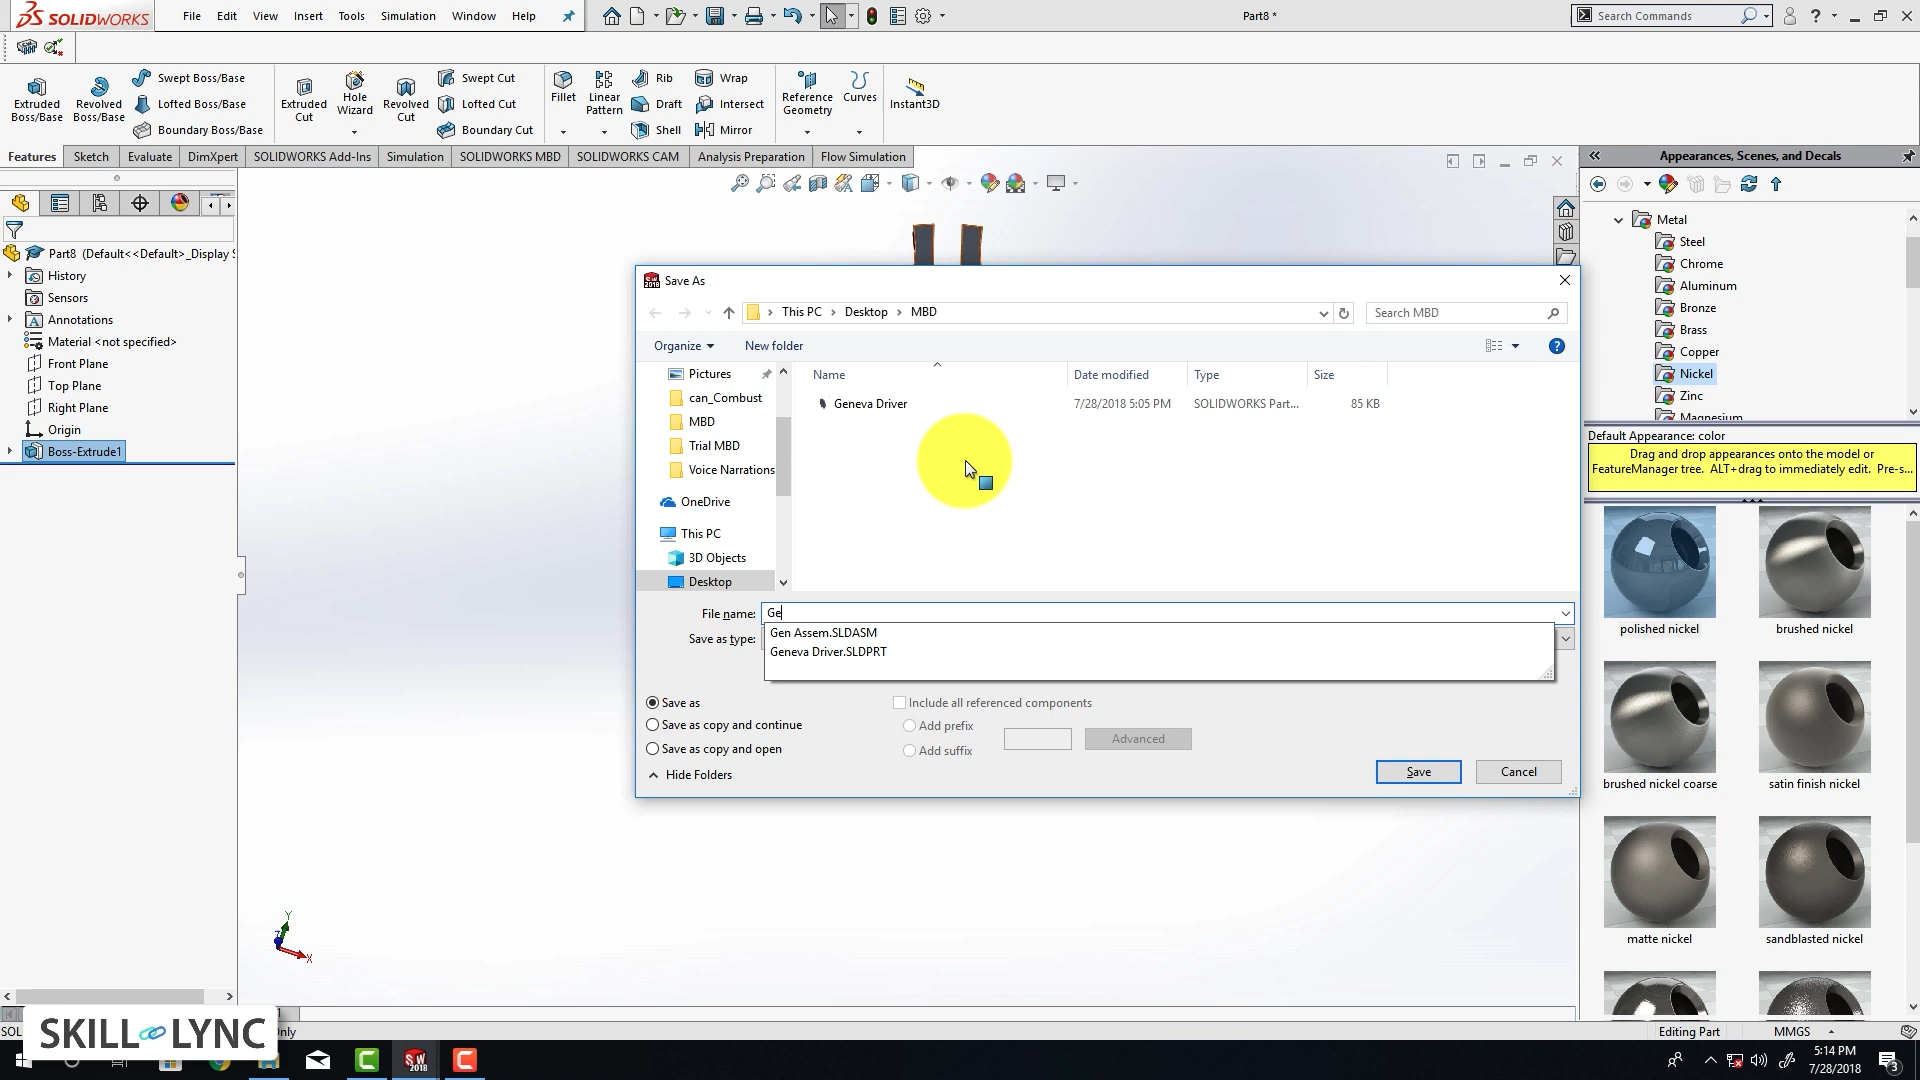 SOLIDWORKS File Edit View Insert Tools Simulation Window Help Part8 * Search Commands
Extruded Boss/Base
Revolved Boss/Base
Swept Boss/Base
Lofted Boss/Base
Boundary Boss/Base
Extruded Cut
Hole Wizard
Revolved Cut
Swept Cut
Lofted Cut
Boundary Cut
Fillet
Linear Pattern
Rib
Draft
Shell
Wrap
Intersect
Mirror
Reference Geometry
Curves
Instant3D
Features Sketch Evaluate DimXpert SOLIDWORKS Add-Ins Simulation SOLIDWORKS MBD SOLIDWORKS CAM Analysis Preparation Flow Simulation
Part8 (Default<<Default>_Display S
History
Sensors
Annotations
Material <not specified>
Front Plane
Top Plane
Right Plane
Origin
Boss-Extrude1
Save As
This PC > Desktop > MBD
Search MBD
Organize New folder
Pictures
can_Combust
MBD
Trial MBD
Voice Narrations
OneDrive
This PC
3D Objects
Desktop
Name Date modified Type Size
Geneva Driver 7/28/2018 5:05 PM SOLIDWORKS Part... 85 KB
File name: Ge
Save as type:
Gen Assem.SLDASM
Geneva Driver.SLDPRT
Save as
Save as copy and continue
Save as copy and open
Include all referenced components
Add prefix
Add suffix
Advanced
Hide Folders
Save Cancel
Appearances, Scenes, and Decals
Metal
Steel
Chrome
Aluminum
Bronze
Brass
Copper
Nickel
Zinc
Magnesium
Default Appearance: color
Drag and drop appearances onto the model or
FeatureManager tree. ALT+drag to immediately edit. Pre-s...
polished nickel brushed nickel
brushed nickel coarse satin finish nickel
matte nickel sandblasted nickel
Y
Z
X
SOL
SKILL LYNC
nly
Editing Part MMGS
SW 2018
5:14 PM
7/28/2018
3